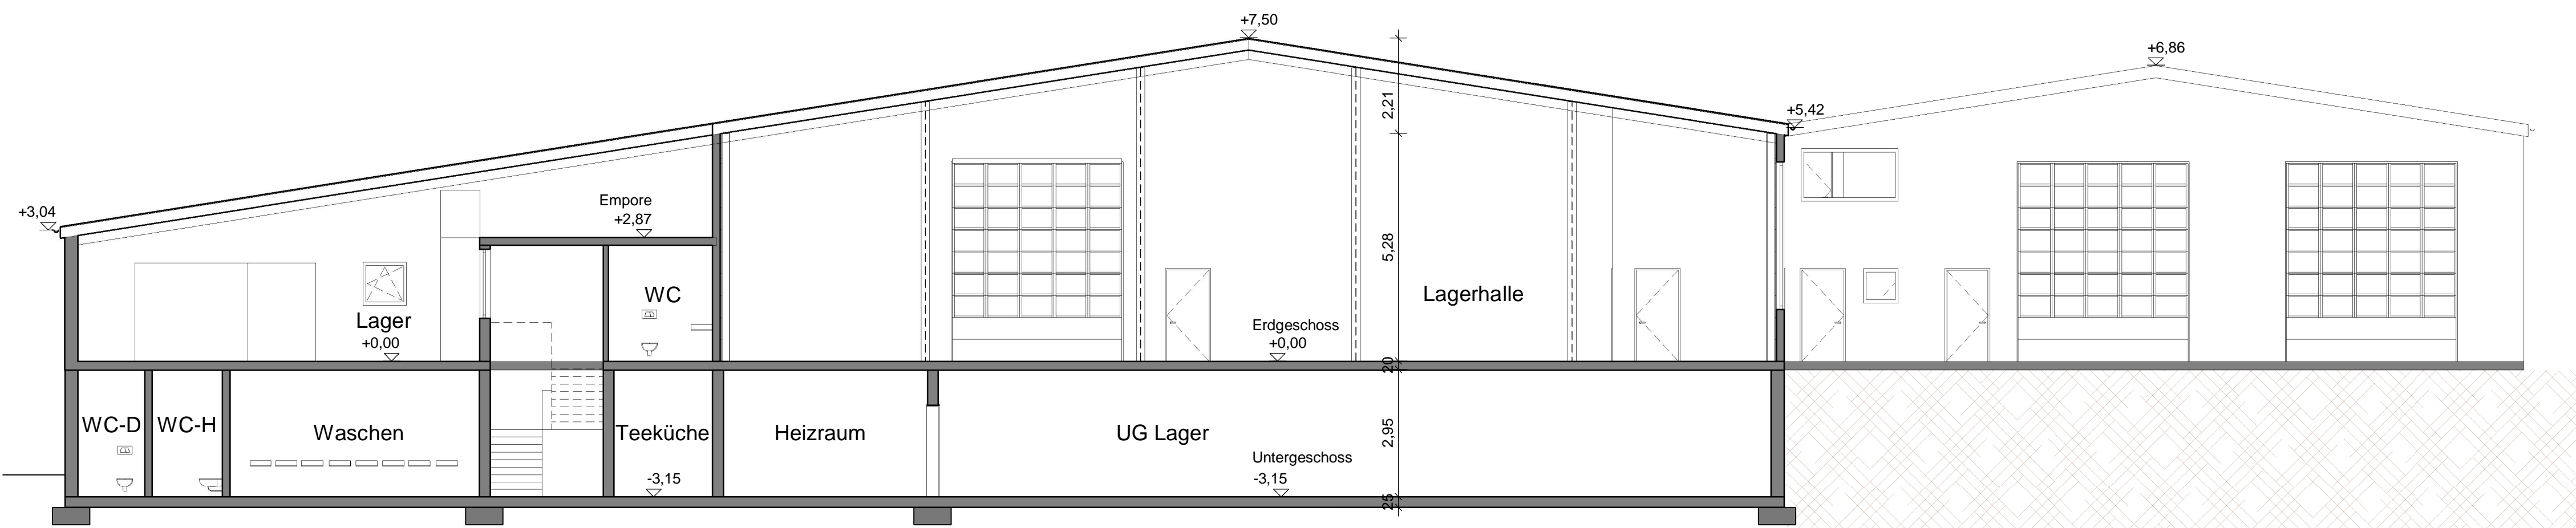 +7,50
+6,86
+5,42
2,21
+3,04
Empore
+2,87
5,28
WC
Lagerhalle
Lager
+0,00
Erdgeschoss
+0,00
20
WC-D
WC-H
Waschen
Teeküche
Heizraum
UG Lager
2,95
Untergeschoss
-3,15
-3,15
25